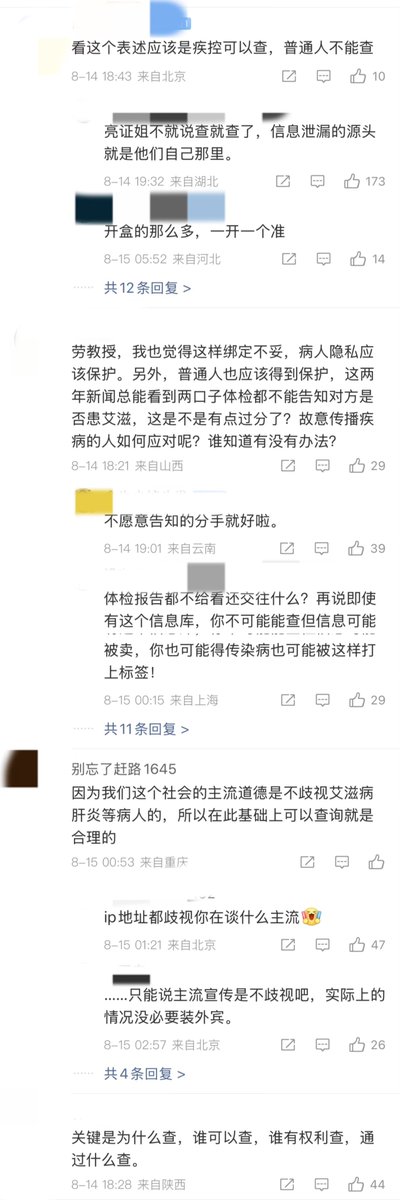 看这个表述应该是疾控可以查，普通人不能查
8-14 18:43 来自北京 10
亮证姐不就说查就查了，信息泄漏的源头
就是他们自己那里。
8-14 19:32 来自湖北 173
开盒的那么多，一开一个准
8-15 05:52 来自河北 14
共12条回复 >
劳教授，我也觉得这样绑定不妥，病人隐私应
该保护。另外，普通人也应该得到保护，这两
年新闻总能看到两口子体检都不能告知对方是
否患艾滋，这是不是有点过分了？故意传播疾
病的人如何应对呢？谁知道有没有办法？
8-14 18:21 来自山西 29
不愿意告知的分手就好啦。
8-14 19:01 来自云南 39
体检报告都不给看还交往什么？再说即使
有这个信息库，你不可能能查但信息可能
被卖，你也可能得传染病也可能被这样打
上标签！
8-15 00:15 来自上海 29
共11条回复 >
别忘了赶路1645
因为我们这个社会的主流道德是不歧视艾滋病
肝炎等病人的，所以在此基础上可以查询就是
合理的
8-15 00:53 来自重庆
ip地址都歧视你在谈什么主流
8-15 01:21 来自北京 47
......只能说主流宣传是不歧视吧，实际上的
情况没必要装外宾。
8-15 02:57 来自北京 26
共4条回复 >
关键是为什么查，谁可以查，谁有权利查，通
过什么查。
8-14 18:28 来自陕西 44